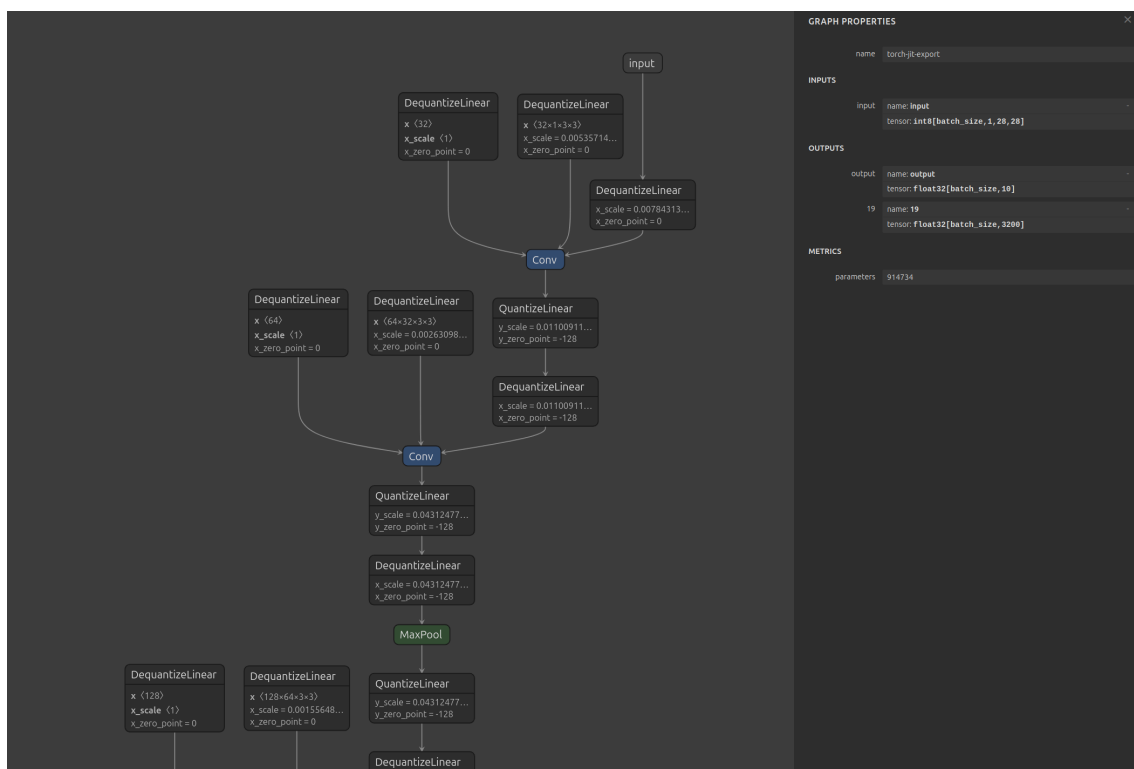 input
DequantizeLinear
x ⟨32⟩
x_scale ⟨1⟩
x_zero_point = 0
DequantizeLinear
x ⟨32×1×3×3⟩
x_scale = 0.00535714…
x_zero_point = 0
DequantizeLinear
x_scale = 0.00784313…
x_zero_point = 0
Conv
DequantizeLinear
x ⟨64⟩
x_scale ⟨1⟩
x_zero_point = 0
DequantizeLinear
x ⟨64×32×3×3⟩
x_scale = 0.00263098…
x_zero_point = 0
QuantizeLinear
y_scale = 0.01100911…
y_zero_point = -128
DequantizeLinear
x_scale = 0.01100911…
x_zero_point = -128
Conv
QuantizeLinear
y_scale = 0.04312477…
y_zero_point = -128
DequantizeLinear
x_scale = 0.04312477…
x_zero_point = -128
MaxPool
DequantizeLinear
x ⟨128⟩
x_scale ⟨1⟩
x_zero_point = 0
DequantizeLinear
x ⟨128×64×3×3⟩
x_scale = 0.00155648…
x_zero_point = 0
QuantizeLinear
y_scale = 0.04312477…
y_zero_point = -128
DequantizeLinear
GRAPH PROPERTIES ×
name torch-jit-export
INPUTS
input name: input -
tensor: int8[batch_size,1,28,28]
OUTPUTS
output name: output -
tensor: float32[batch_size,10]
19 name: 19 -
tensor: float32[batch_size,3200]
METRICS
parameters 914734